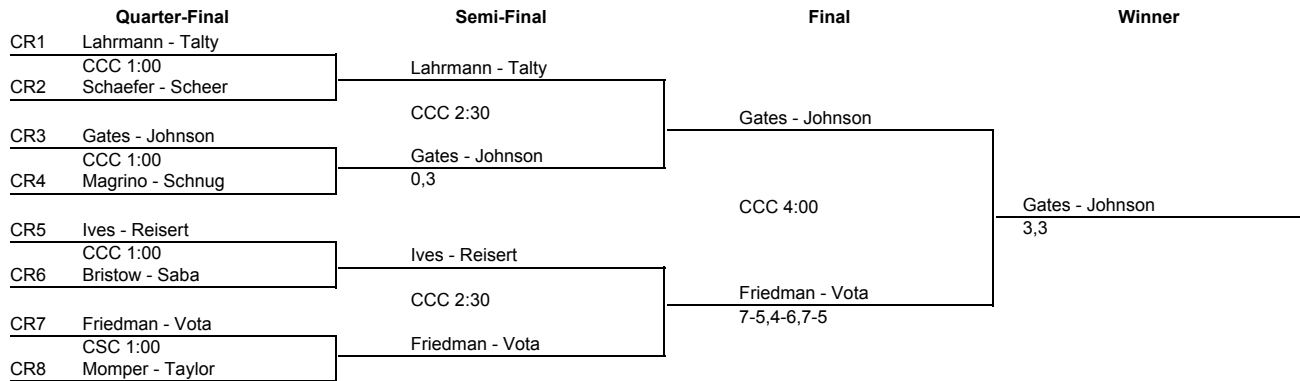 Quarter-Final Semi-Final Final Winner
CR1 Lahrmann - Talty
CCC 1:00
CR2 Schaefer - Scheer
Lahrmann - Talty
CCC 2:30
CR3 Gates - Johnson
CCC 1:00
CR4 Magrino - Schnug
Gates - Johnson
0,3
Gates - Johnson
CCC 4:00
CR5 Ives - Reisert
CCC 1:00
CR6 Bristow - Saba
Ives - Reisert
CCC 2:30
CR7 Friedman - Vota
CSC 1:00
CR8 Momper - Taylor
Friedman - Vota
Friedman - Vota
7-5,4-6,7-5
Gates - Johnson
3,3